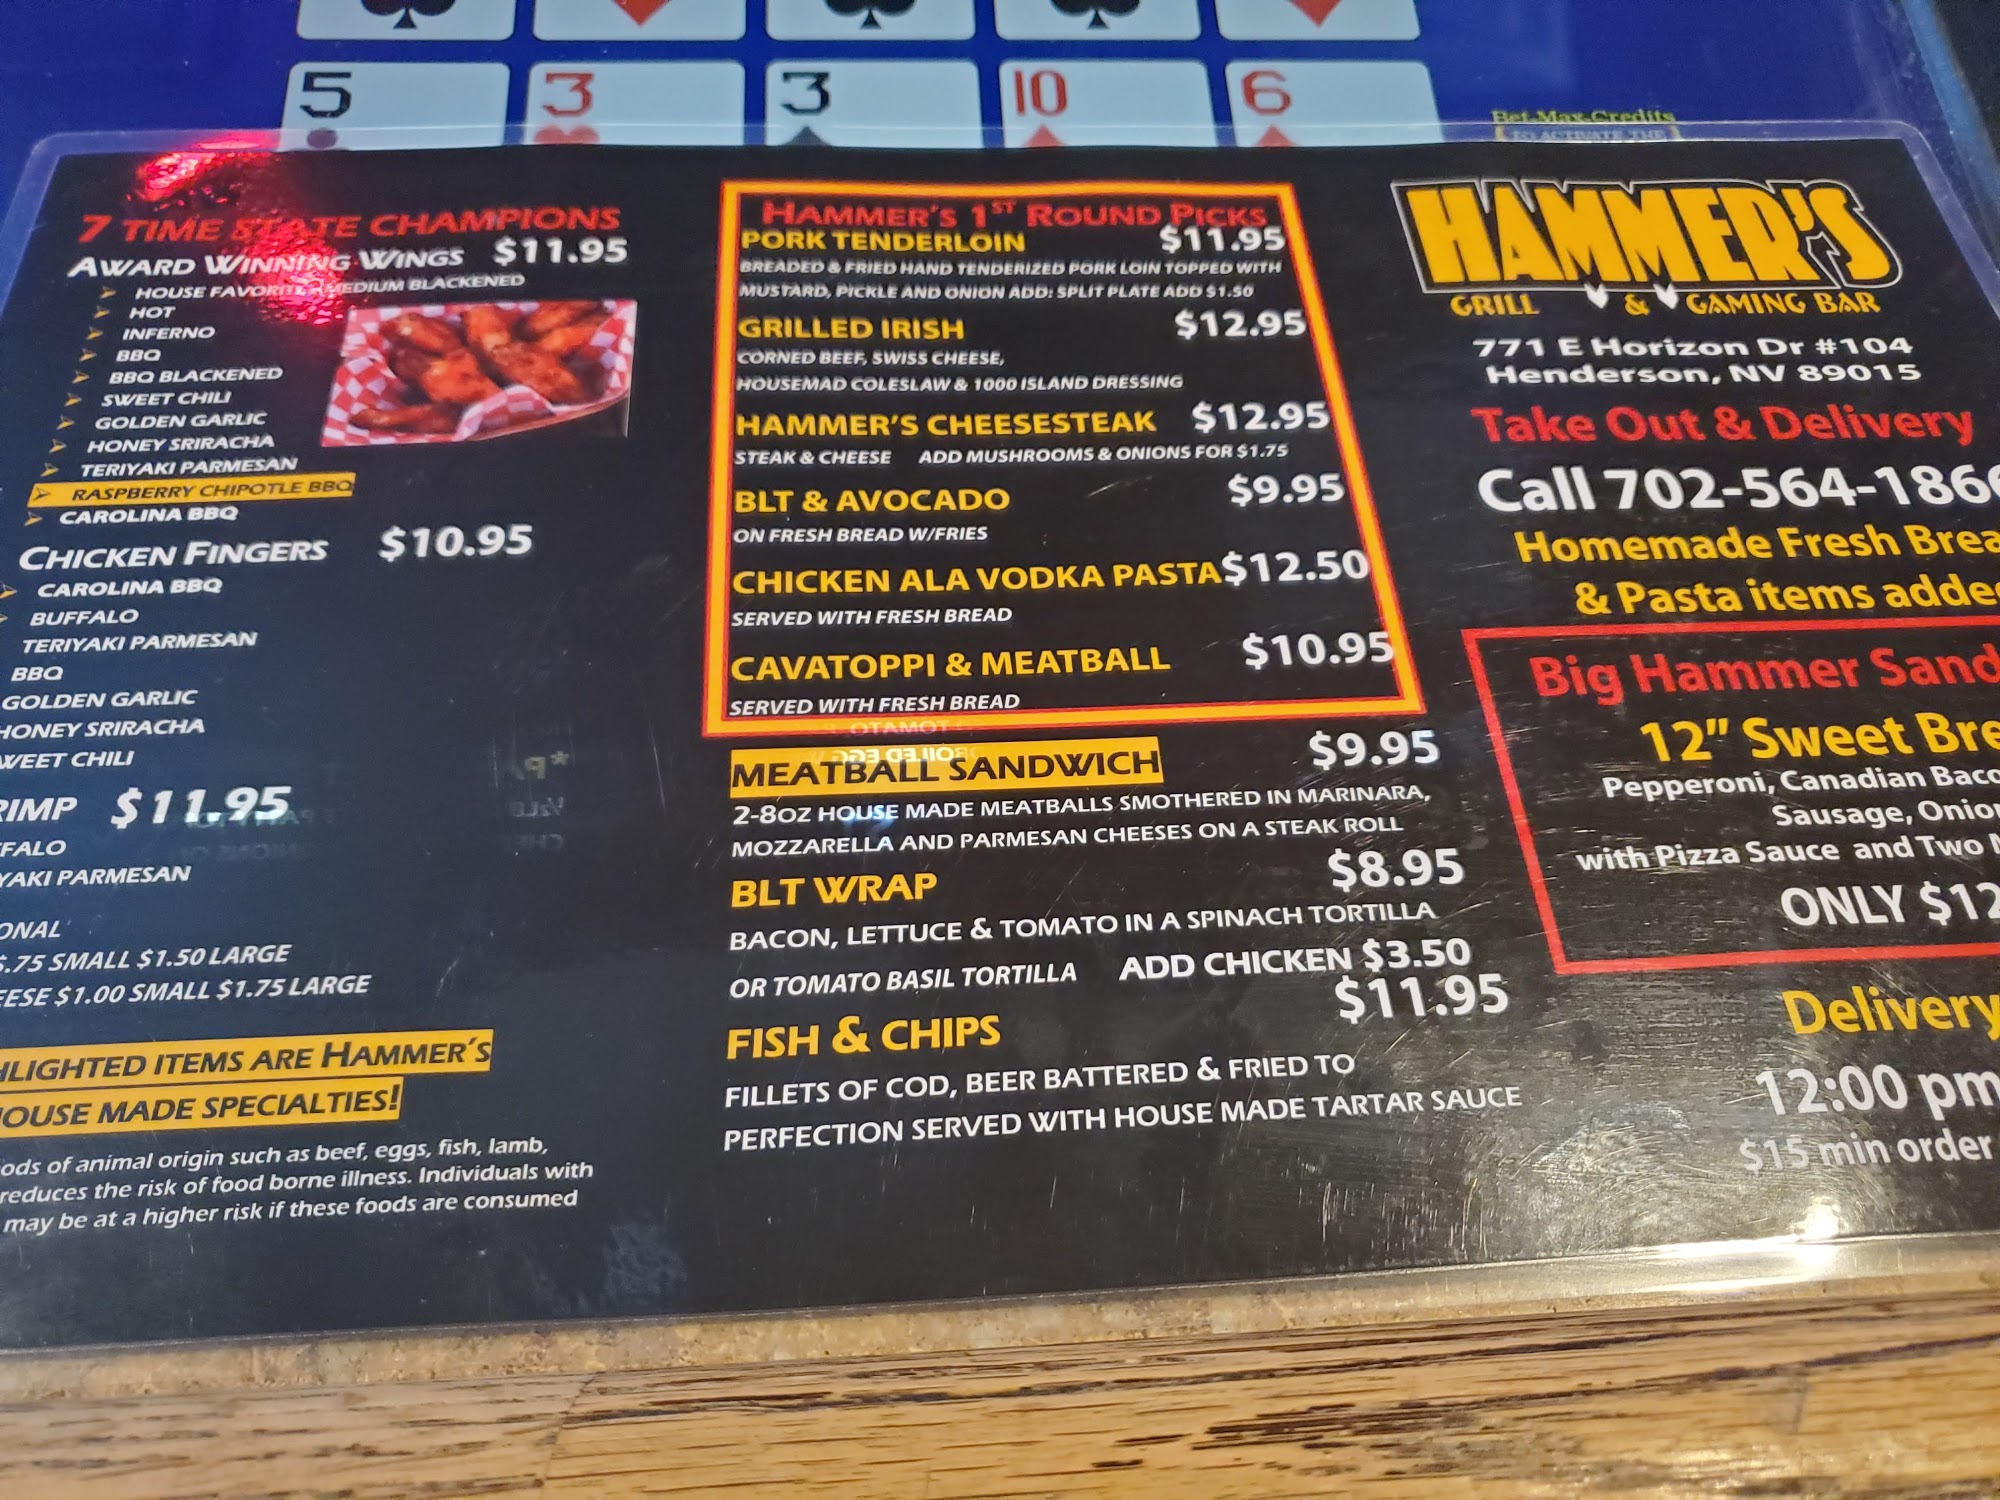 5 3 3 10 6
Bet Max Credits
TO ACTIVATE THE
7 TIME STATE CHAMPIONS
AWARD WINNING WINGS $11.95
HOUSE FAVORITE MEDIUM BLACKENED
HOT
INFERNO
BBQ
BBQ BLACKENED
SWEET CHILI
GOLDEN GARLIC
HONEY SRIRACHA
TERIYAKI PARMESAN
RASPBERRY CHIPOTLE BBQ
CAROLINA BBQ
CHICKEN FINGERS $10.95
CAROLINA BBQ
BUFFALO
TERIYAKI PARMESAN
BBQ
GOLDEN GARLIC
HONEY SRIRACHA
WEET CHILI
RIMP $11.95
FALO
YAKI PARMESAN
ONAL
$.75 SMALL $1.50 LARGE
EESE $1.00 SMALL $1.75 LARGE
HLIGHTED ITEMS ARE HAMMER'S
HOUSE MADE SPECIALTIES!
ods of animal origin such as beef, eggs, fish, lamb,
reduces the risk of food borne illness. Individuals with
may be at a higher risk if these foods are consumed
HAMMER'S 1ST ROUND PICKS
PORK TENDERLOIN $11.95
BREADED & FRIED HAND TENDERIZED PORK LOIN TOPPED WITH
MUSTARD, PICKLE AND ONION ADD: SPLIT PLATE ADD $1.50
GRILLED IRISH $12.95
CORNED BEEF, SWISS CHEESE,
HOUSEMAD COLESLAW & 1000 ISLAND DRESSING
HAMMER'S CHEESESTEAK $12.95
STEAK & CHEESE ADD MUSHROOMS & ONIONS FOR $1.75
BLT & AVOCADO $9.95
ON FRESH BREAD W/FRIES
CHICKEN ALA VODKA PASTA $12.50
SERVED WITH FRESH BREAD
CAVATOPPI & MEATBALL $10.95
SERVED WITH FRESH BREAD
MEATBALL SANDWICH $9.95
2-8OZ HOUSE MADE MEATBALLS SMOTHERED IN MARINARA,
MOZZARELLA AND PARMESAN CHEESES ON A STEAK ROLL
BLT WRAP $8.95
BACON, LETTUCE & TOMATO IN A SPINACH TORTILLA
OR TOMATO BASIL TORTILLA ADD CHICKEN $3.50
FISH & CHIPS $11.95
FILLETS OF COD, BEER BATTERED & FRIED TO
PERFECTION SERVED WITH HOUSE MADE TARTAR SAUCE
HAMMER'S
GRILL & GAMING BAR
771 E Horizon Dr #104
Henderson, NV 89015
Take Out & Delivery
Call 702-564-1866
Homemade Fresh Brea
& Pasta items adde
Big Hammer Sand
12" Sweet Bre
Pepperoni, Canadian Baco
Sausage, Onio
with Pizza Sauce and Two
ONLY $12
Delivery
12:00 pm
$15 min order